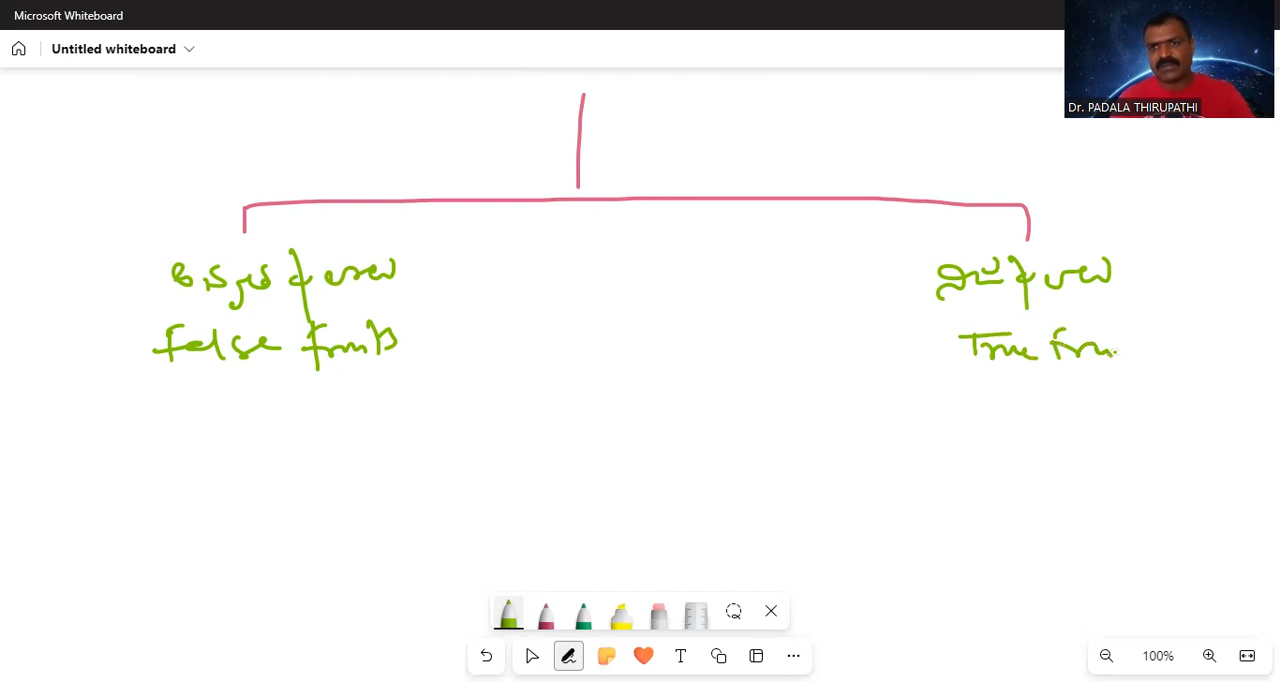 Microsoft Whiteboard
Untitled whiteboard
Dr. PADALA THIRUPATHI
False fruits
True fru
100%